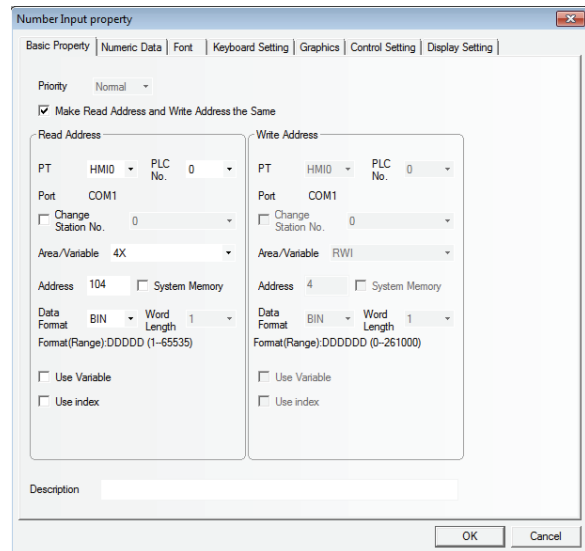 Number Input property
Basic Property Numeric Data Font Keyboard Setting Graphics Control Setting Display Setting
Priority Normal
Make Read Address and Write Address the Same
Read Address
PT HMI0 PLC No. 0
Port COM1
Change Station No. 0
Area/Variable 4X
Address 104 System Memory
Data Format BIN Word Length 1
Format(Range):DDDDD (1--65535)
Use Variable
Use index
Write Address
PT HMI0 PLC No. 0
Port COM1
Change Station No. 0
Area/Variable RWI
Address 4 System Memory
Data Format BIN Word Length 1
Format(Range):DDDDDD (0--261000)
Use Variable
Use index
Description
OK Cancel